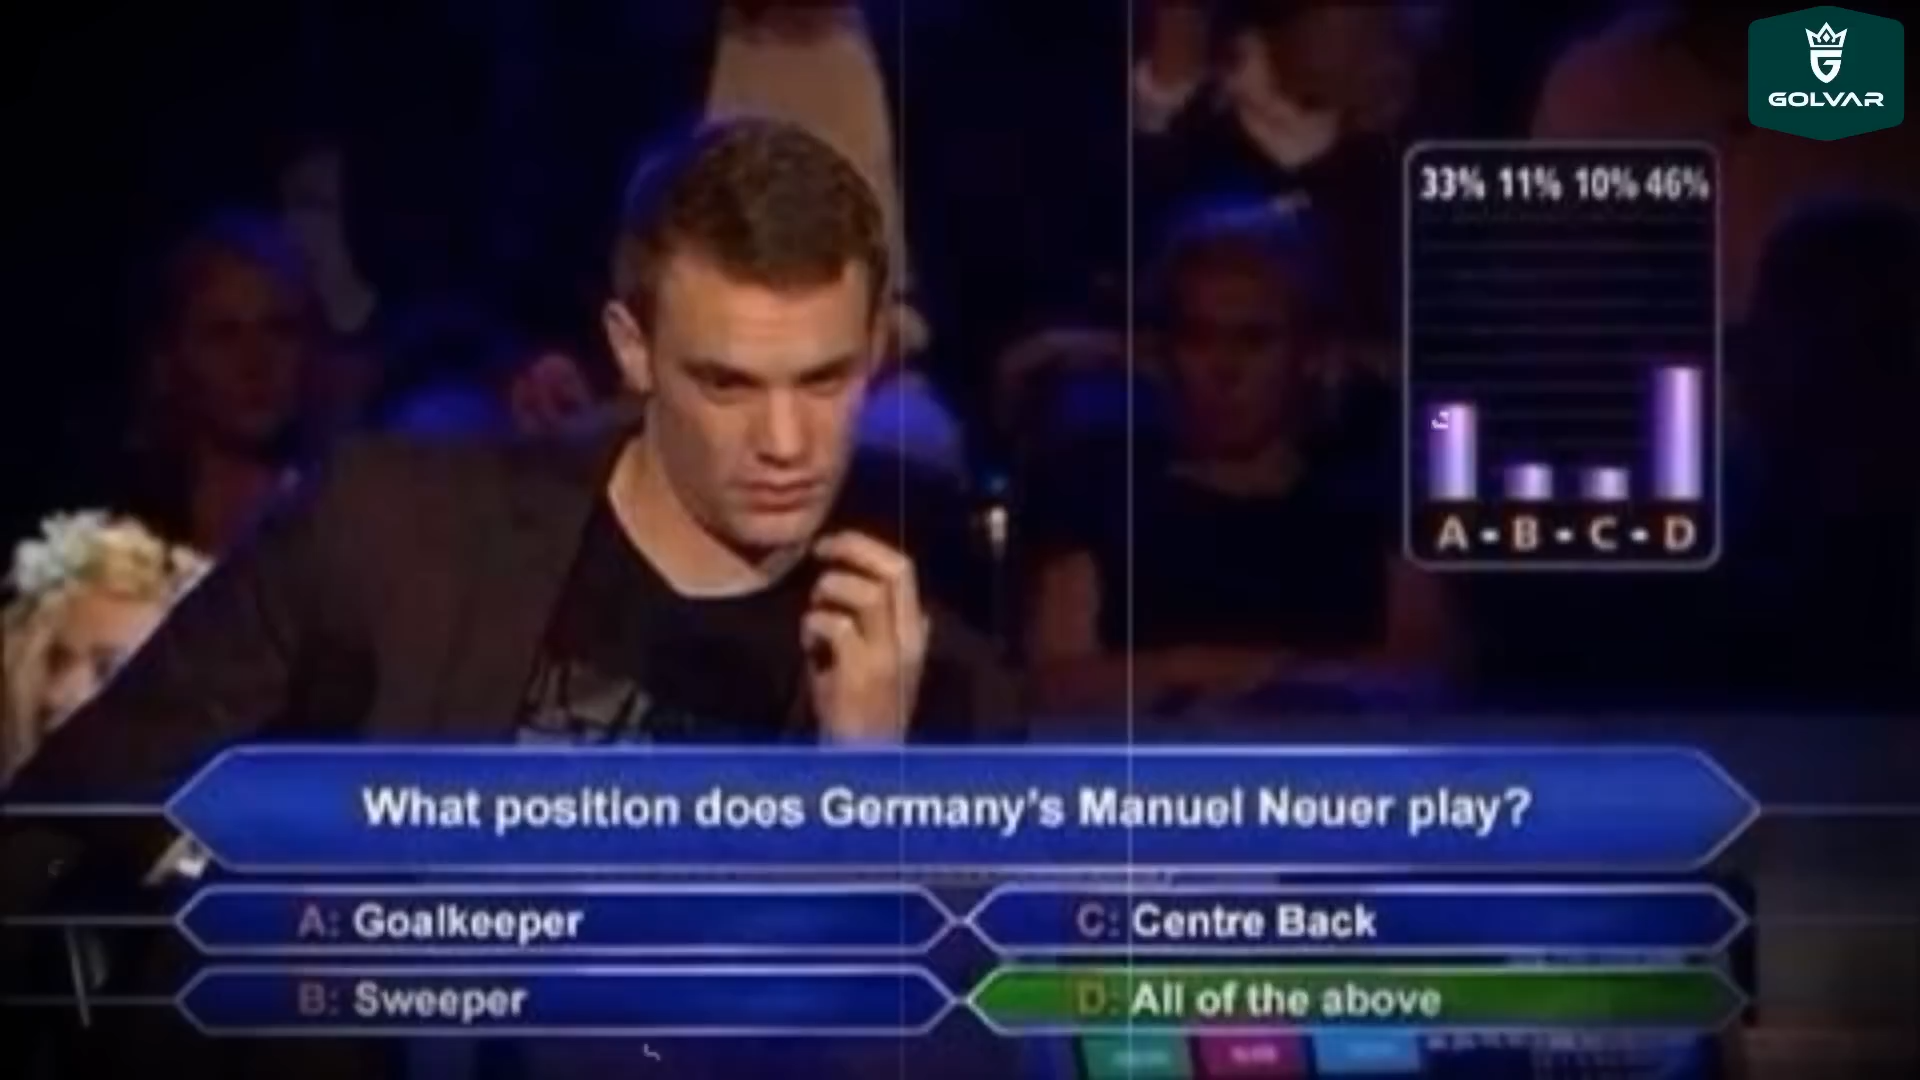 GOLVAR
33% 11% 10% 46%
A - B - C - D
What position does Germany's Manuel Neuer play?
A: Goalkeeper
C: Centre Back
B: Sweeper
D: All of the above